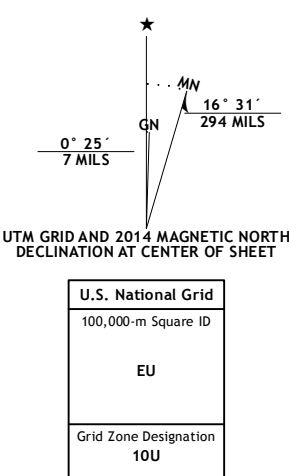 ★
MN
GN
16° 31´
294 MILS
0° 25´
7 MILS
UTM GRID AND 2014 MAGNETIC NORTH
DECLINATION AT CENTER OF SHEET
U.S. National Grid
100,000-m Square ID
EU
Grid Zone Designation
10U